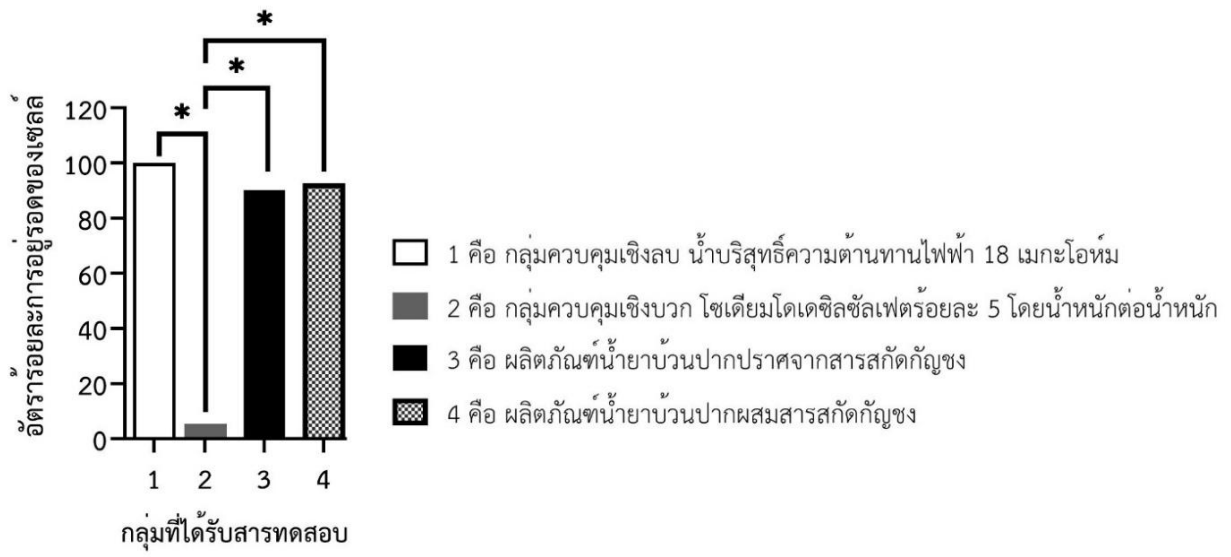 *
*
*
อัตราร้อยละการอยู่รอดของเซลล์
120
100
80
60
40
20
0
1 2 3 4
กลุ่มที่ได้รับสารทดสอบ
1 คือ กลุ่มควบคุมเชิงลบ น้ำบริสุทธิ์ความต้านทานไฟฟ้า 18 เมกะโอห์ม
2 คือ กลุ่มควบคุมเชิงบวก โซเดียมโดเดซิลซัลเฟตร้อยละ 5 โดยน้ำหนักต่อน้ำหนัก
3 คือ ผลิตภัณฑ์น้ำยาบ้วนปากปราศจากสารสกัดกัญชง
4 คือ ผลิตภัณฑ์น้ำยาบ้วนปากผสมสารสกัดกัญชง